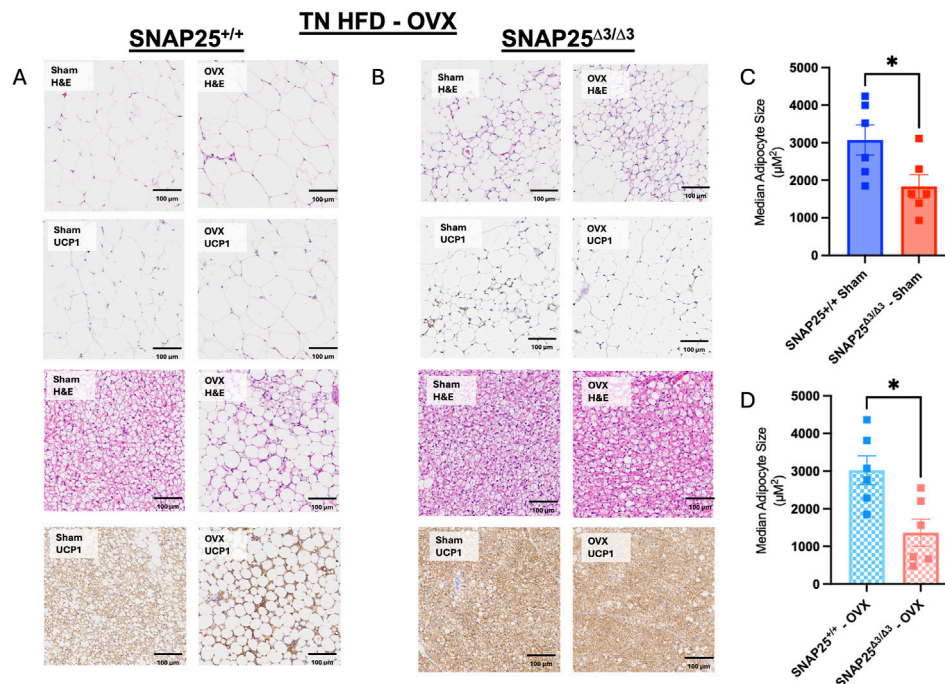 TN HFD - OVX
SNAP25+/+
SNAP25Δ3/Δ3
A
Sham
H&E
100 µm
OVX
H&E
100 µm
Sham
UCP1
100 µm
OVX
UCP1
100 µm
Sham
H&E
100 µm
OVX
H&E
100 µm
Sham
UCP1
100 µm
OVX
UCP1
100 µm
B
Sham
H&E
100 µm
OVX
H&E
100 µm
Sham
UCP1
100 µm
OVX
UCP1
100 µm
Sham
H&E
100 µm
OVX
H&E
100 µm
Sham
UCP1
100 µm
OVX
UCP1
100 µm
C
*
Median Adipocyte Size
(µM²)
5000
4000
3000
2000
1000
0
SNAP25+/+ Sham
SNAP25Δ3/Δ3 - Sham
D
*
Median Adipocyte Size
(µM²)
5000
4000
3000
2000
1000
0
SNAP25+/+ - OVX
SNAP25Δ3/Δ3 - OVX